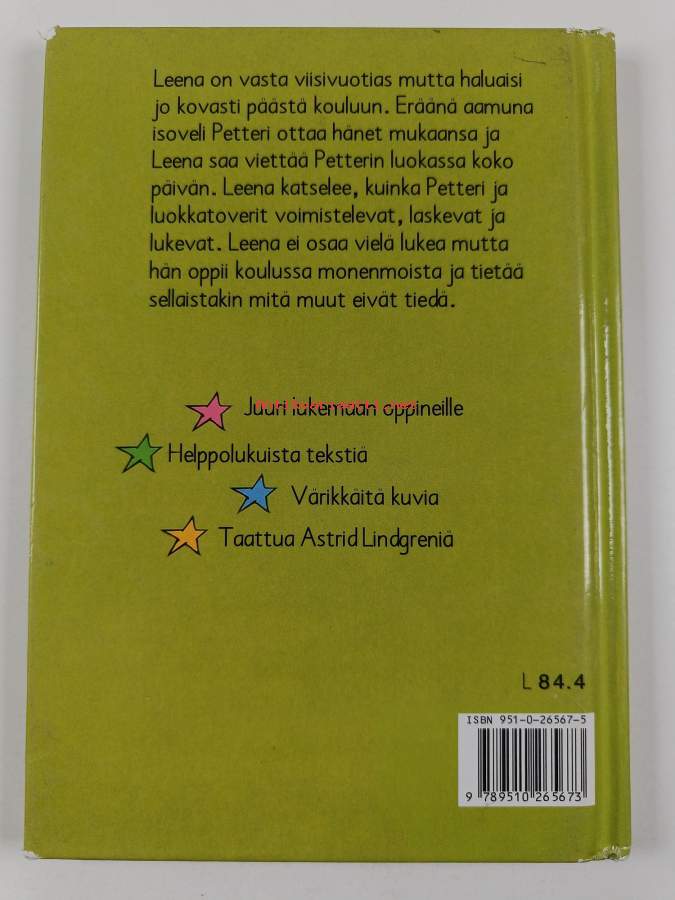 Leena on vasta viisivuotias mutta haluaisi
jo kovasti päästä kouluun. Eräänä aamuna
isoveli Petteri ottaa hänet mukaansa ja
Leena saa viettää Petterin luokassa koko
päivän. Leena katselee, kuinka Petteri ja
luokkatoverit voimistelevat, laskevat ja
lukevat. Leena ei osaa vielä lukea mutta
hän oppii koulussa monenmoista ja tietää
sellaistakin mitä muut eivät tiedä.
Juuri lukemaan oppineille
Helppolukuista tekstiä
Värikkäitä kuvia
Taattua Astrid Lindgreniä
L 84.4
ISBN 951-0-26567-5
9 789510 265673